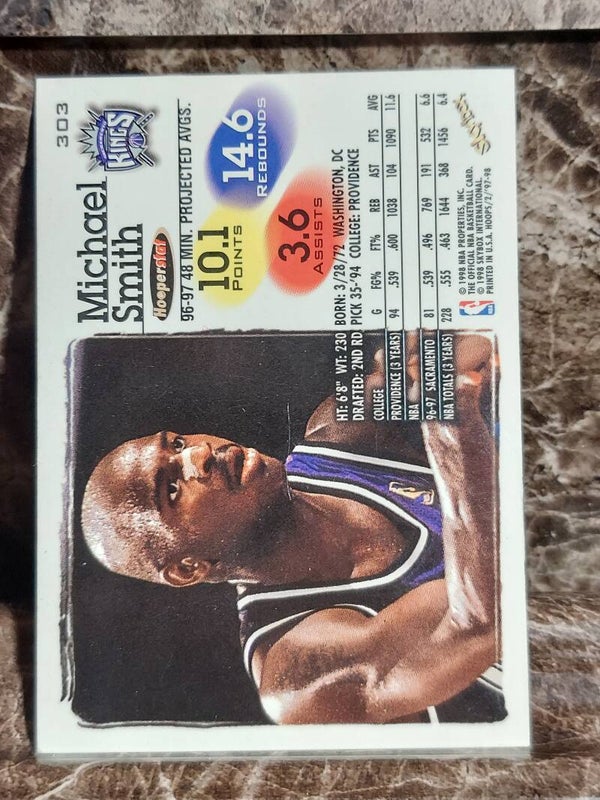 303
KINGS
Michael
Smith
Hooperstat
96-97 48 MIN. PROJECTED AVGS.
10.1
POINTS
14.6
REBOUNDS
3.6
ASSISTS
HT: 6'8" WT: 230 BORN: 3/28/72 WASHINGTON, DC
DRAFTED: 2ND RD PICK 35-'94 COLLEGE: PROVIDENCE
COLLEGE G FG% FT% REB AST PTS AVG
PROVIDENCE (3 YEARS) 94 .539 .600 1038 104 1090 11.6
NBA
96-97 SACRAMENTO 81 .539 .496 769 191 532 6.6
NBA TOTALS (3 YEARS) 228 .555 .463 1644 368 1456 6.4
© 1998 NBA PROPERTIES, INC.
THE OFFICIAL NBA BASKETBALL CARD.
© 1998 SKYBOX INTERNATIONAL.
PRINTED IN U.S.A. HOOPS/2/'97-98